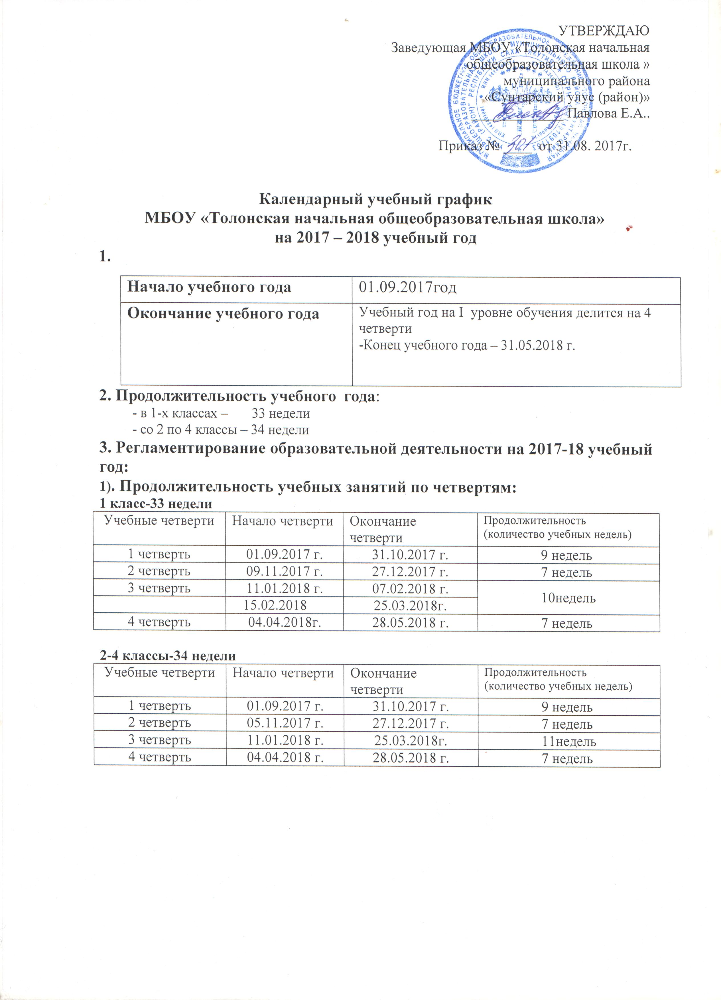 УТВЕРЖДАЮ
Заведующая МБОУ «Толонская начальная
общеобразовательная школа »
муниципального района
«Сунтарский улус (район)»
Павлова Е.А..
Приказ № 301 от 31.08. 2017г.
Календарный учебный график
МБОУ «Толонская начальная общеобразовательная школа»
на 2017 – 2018 учебный год
1.
Начало учебного года 01.09.2017год
Окончание учебного года Учебный год на I уровне обучения делится на 4
четверти
-Конец учебного года – 31.05.2018 г.
2. Продолжительность учебного года:
- в 1-х классах – 33 недели
- со 2 по 4 классы – 34 недели
3. Регламентирование образовательной деятельности на 2017-18 учебный
год:
1). Продолжительность учебных занятий по четвертям:
1 класс-33 недели
Учебные четверти Начало четверти Окончание четверти Продолжительность (количество учебных недель)
1 четверть 01.09.2017 г. 31.10.2017 г. 9 недель
2 четверть 09.11.2017 г. 27.12.2017 г. 7 недель
3 четверть 11.01.2018 г. 07.02.2018 г. 10недель
15.02.2018 25.03.2018г.
4 четверть 04.04.2018г. 28.05.2018 г. 7 недель
2-4 классы-34 недели
Учебные четверти Начало четверти Окончание четверти Продолжительность (количество учебных недель)
1 четверть 01.09.2017 г. 31.10.2017 г. 9 недель
2 четверть 05.11.2017 г. 27.12.2017 г. 7 недель
3 четверть 11.01.2018 г. 25.03.2018г. 11недель
4 четверть 04.04.2018 г. 28.05.2018 г. 7 недель